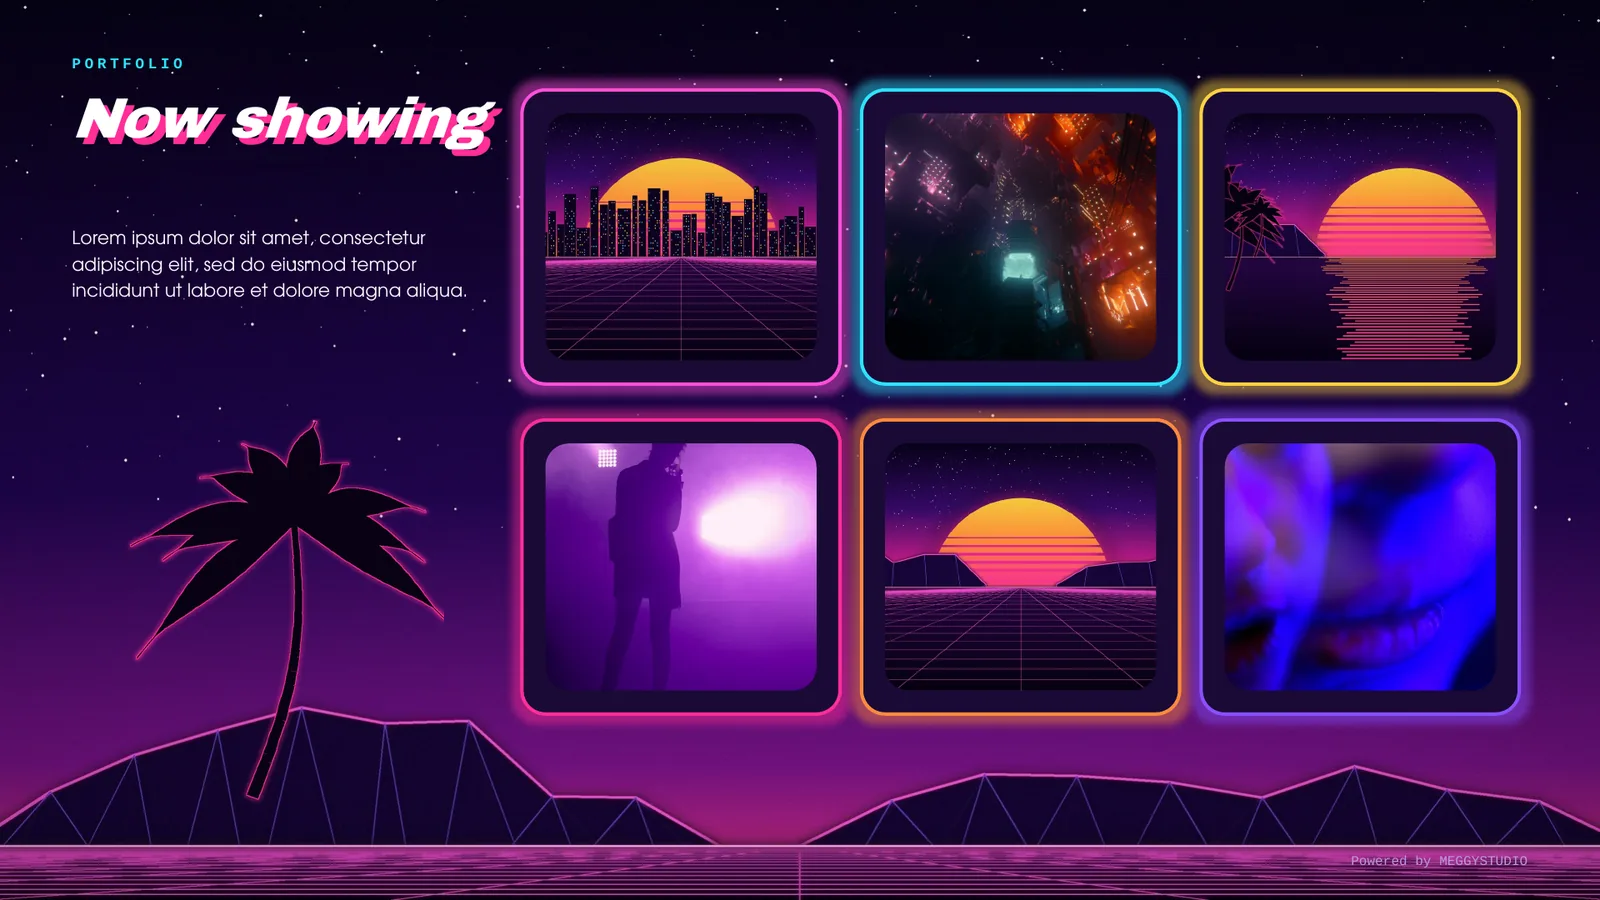 PORTFOLIO
Now showing
Lorem ipsum dolor sit amet, consectetur
adipiscing elit, sed do eiusmod tempor
incididunt ut labore et dolore magna aliqua.
Powered by MEGGYSTUDIO